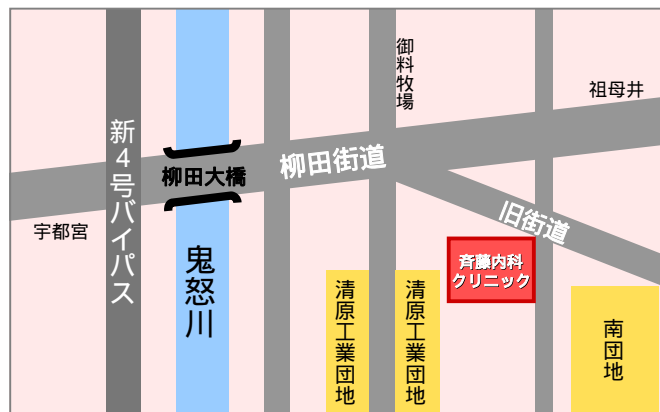 御料牧場
祖母井
新4号バイパス
柳田大橋
柳田街道
宇都宮
旧街道
鬼怒川
斉藤内科
クリニック
清原工業団地
清原工業団地
南団地